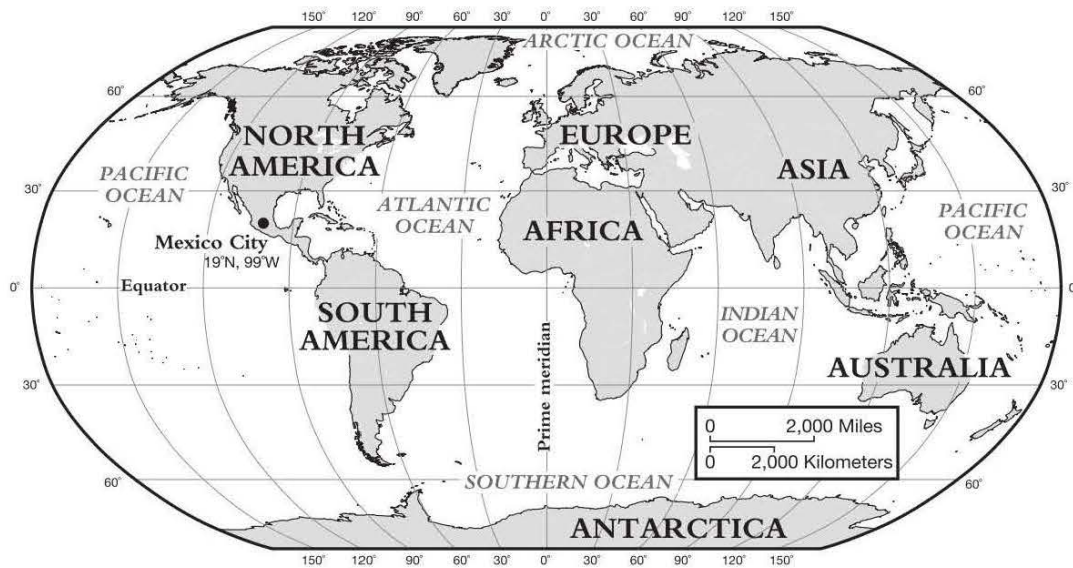 150° 120° 90° 60° 30° 0° 30° 60° 90° 120° 150°
ARCTIC OCEAN
60° 60°
NORTH
AMERICA
EUROPE
ASIA
PACIFIC
OCEAN
30° 30°
ATLANTIC
OCEAN
AFRICA
PACIFIC
OCEAN
Mexico City
19°N, 99°W
0° Equator 0°
SOUTH
AMERICA
INDIAN
OCEAN
Prime meridian
AUSTRALIA
30° 30°
0 2,000 Miles
0 2,000 Kilometers
60° 60°
SOUTHERN OCEAN
ANTARCTICA
150° 120° 90° 60° 30° 0° 30° 60° 90° 120° 150°